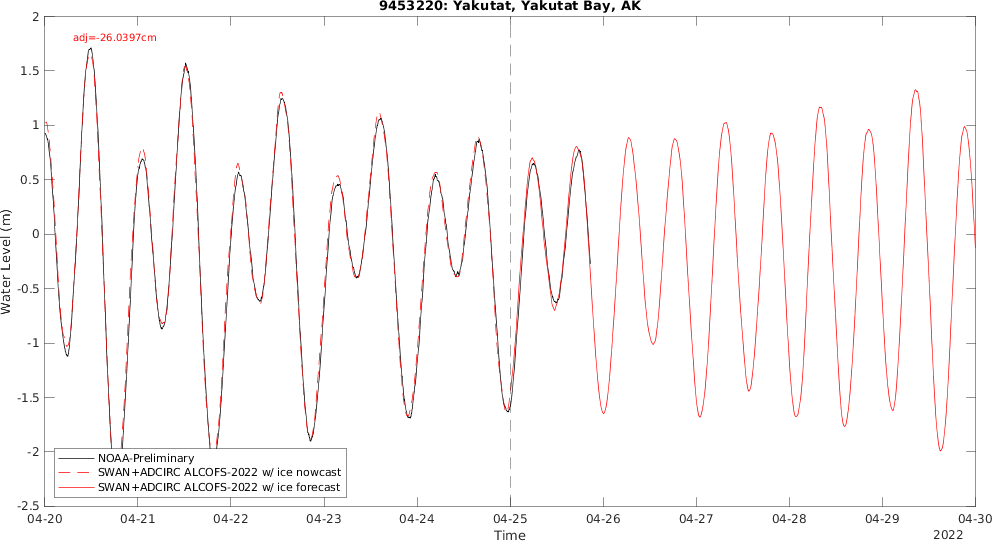 9453220: Yakutat, Yakutat Bay, AK
adj=-26.0397cm
2
1.5
1
0.5
0
-0.5
-1
-1.5
-2
-2.5
Water Level (m)
NOAA-Preliminary
SWAN+ADCIRC ALCOFS-2022 w/ ice nowcast
SWAN+ADCIRC ALCOFS-2022 w/ ice forecast
04-20 04-21 04-22 04-23 04-24 04-25 04-26 04-27 04-28 04-29 04-30
Time
2022